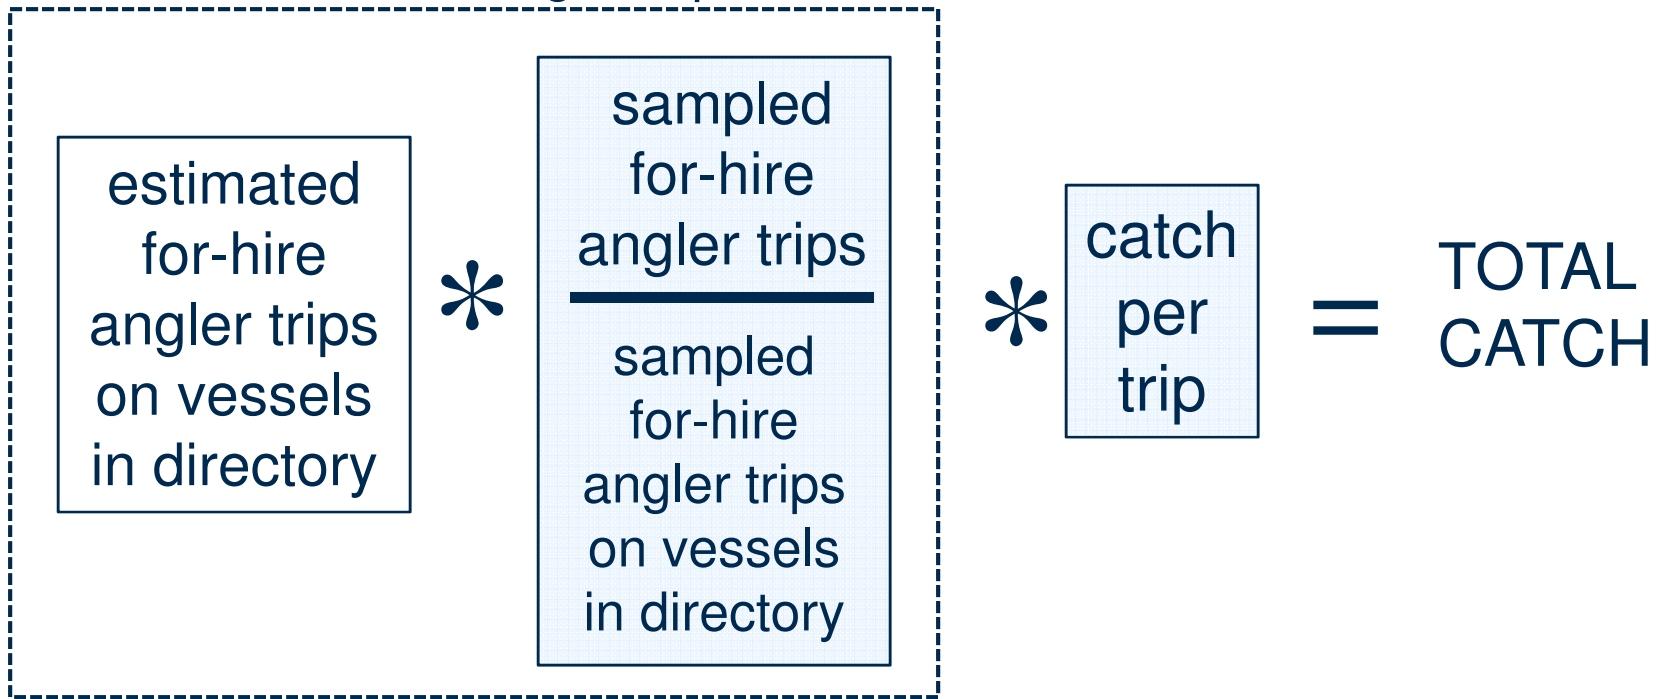 estimated
for-hire
angler trips
on vessels
in directory
*
sampled
for-hire
angler trips
sampled
for-hire
angler trips
on vessels
in directory
*
catch
per
trip
=
TOTAL
CATCH